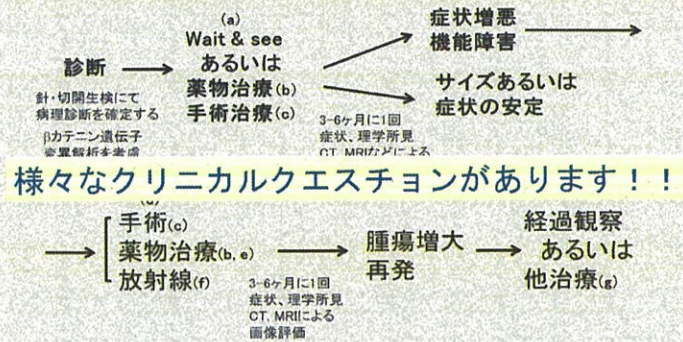 (a)
Wait & see
あるいは
薬物治療(b)
手術治療(c)
診断
針・切開生検にて
病理診断を確定する
βカテニン遺伝子
変異解析を考慮
症状増悪
機能障害
サイズあるいは
症状の安定
3-6ヶ月に1回
症状、理学所見
CT, MRIなどによる
様々なクリニカルクエスチョンがあります！！
手術(c)
薬物治療(b, e)
放射線(f)
3-6ヶ月に1回
症状、理学所見
CT, MRIによる
画像評価
腫瘍増大
再発
経過観察
あるいは
他治療(g)